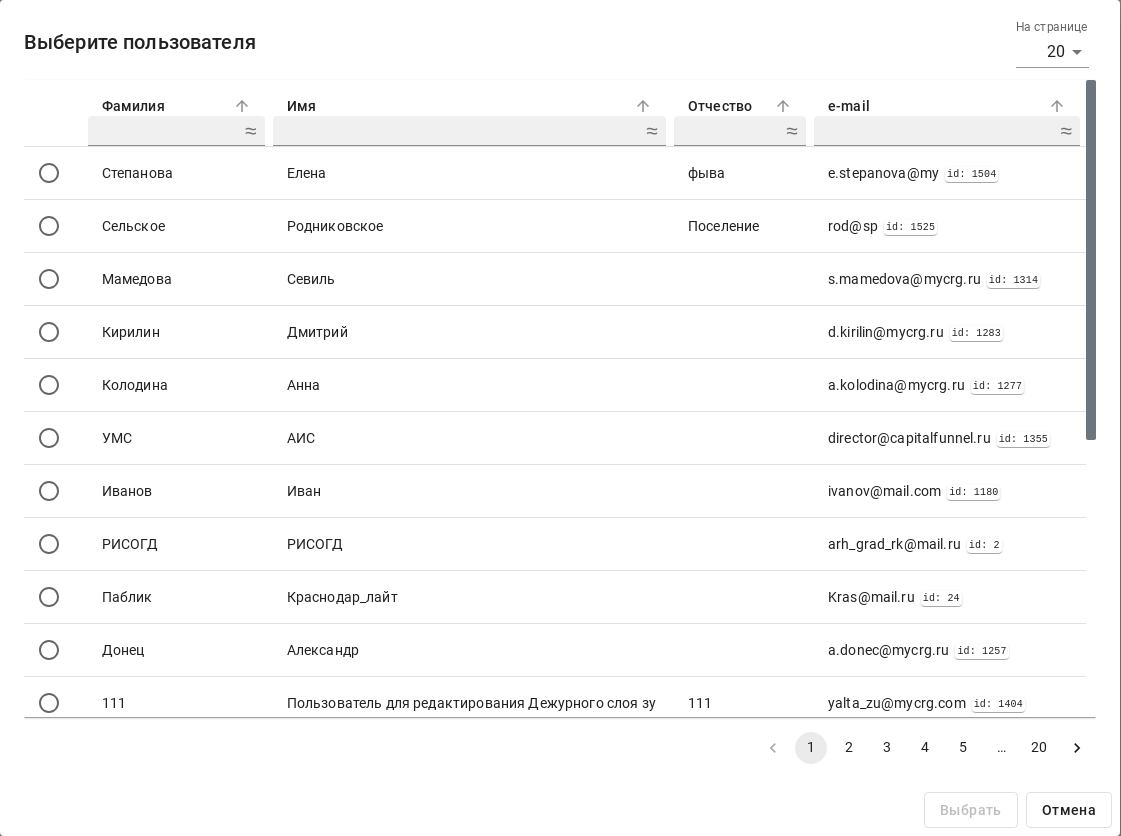 Выберите пользователя
На странице
20
Фамилия Имя Отчество e-mail
≈ ≈ ≈ ≈
Степанова Елена фыва e.stepanova@my id: 1504
Сельское Родниковское Поселение rod@sp id: 1525
Мамедова Севиль s.mamedova@mycrg.ru id: 1314
Кирилин Дмитрий d.kirilin@mycrg.ru id: 1283
Колодина Анна a.kolodina@mycrg.ru id: 1277
УМС АИС director@capitalfunnel.ru id: 1355
Иванов Иван ivanov@mail.com id: 1180
РИСОГД РИСОГД arh_grad_rk@mail.ru id: 2
Паблик Краснодар_лайт Kras@mail.ru id: 24
Донец Александр a.donec@mycrg.ru id: 1257
111 Пользователь для редактирования Дежурного слоя зу 111 yalta_zu@mycrg.com id: 1404
1 2 3 4 5 … 20
Выбрать Отмена